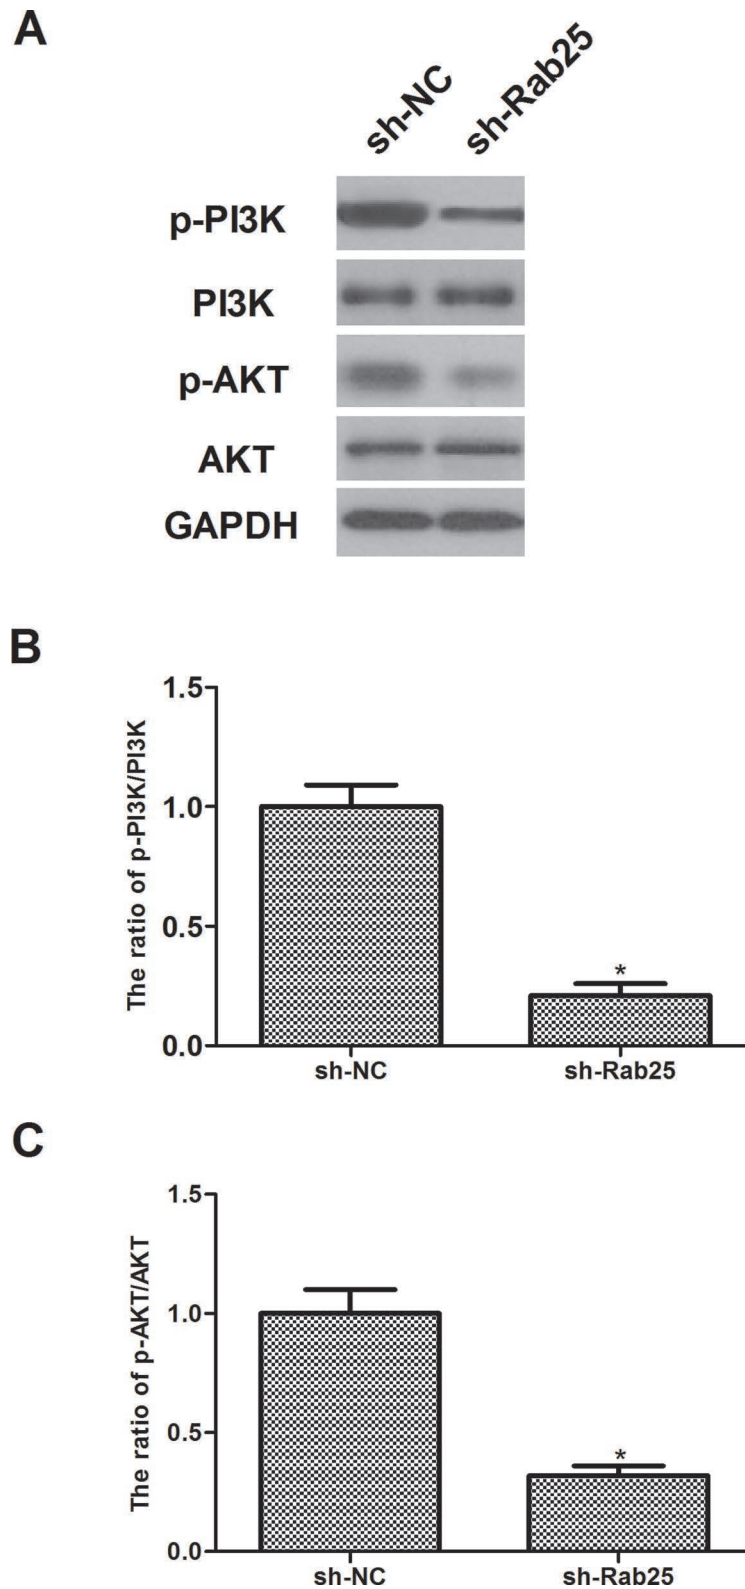 A
sh-NC
sh-Rab25
p-PI3K
PI3K
p-AKT
AKT
GAPDH
B
The ratio of p-PI3K/PI3K
1.5
1.0
0.5
0.0
*
sh-NC
sh-Rab25
C
The ratio of p-AKT/AKT
1.5
1.0
0.5
0.0
*
sh-NC
sh-Rab25